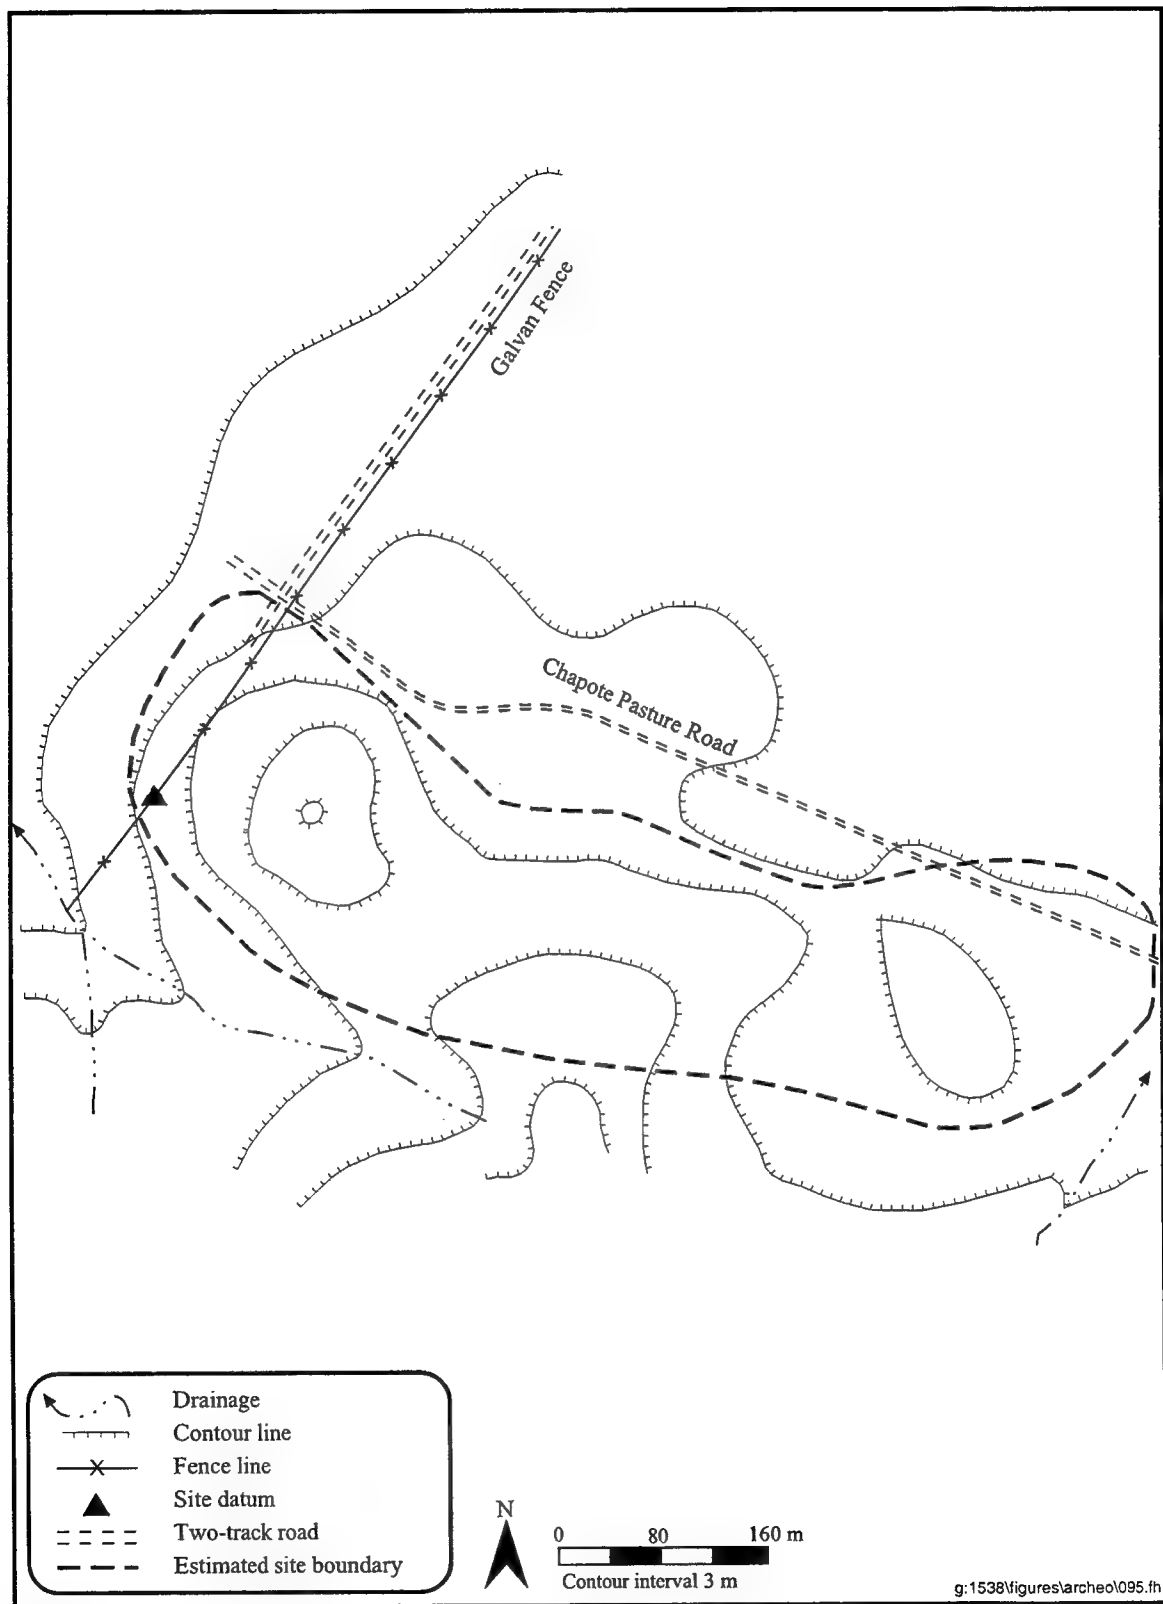 Galvan Fence
Chapote Pasture Road
Drainage
Contour line
Fence line
Site datum
Two-track road
Estimated site boundary
N
0 80 160 m
Contour interval 3 m
g:1538\figures\archeo\095.fh